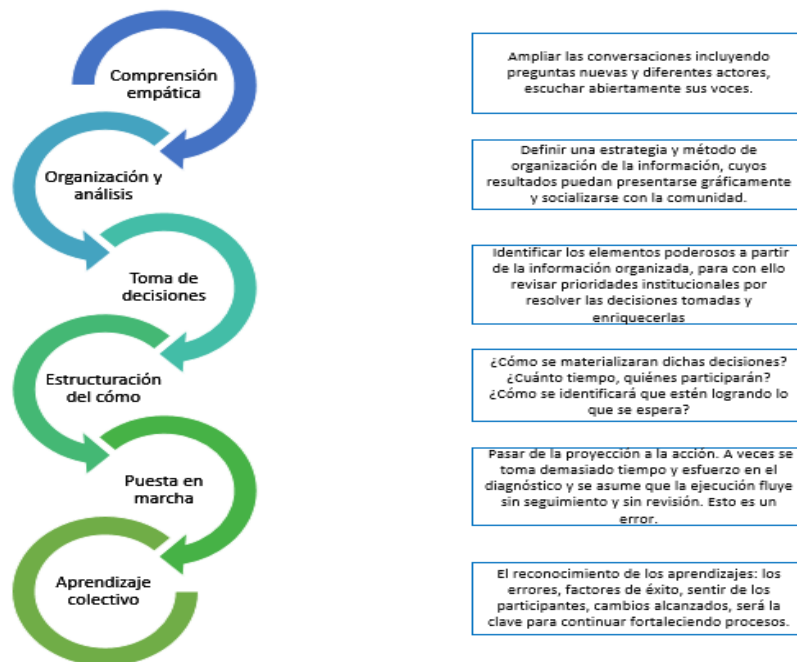 Comprensión
empática
Ampliar las conversaciones incluyendo
preguntas nuevas y diferentes actores,
escuchar abiertamente sus voces.
Organización y
análisis
Definir una estrategia y método de
organización de la información, cuyos
resultados puedan presentarse gráficamente
y socializarse con la comunidad.
Toma de
decisiones
Identificar los elementos poderosos a partir
de la información organizada, para con ello
revisar prioridades institucionales por
resolver las decisiones tomadas y
enriquecerlas
Estructuración
del cómo
¿Cómo se materializaran dichas decisiones?
¿Cuánto tiempo, quiénes participarán?
¿Cómo se identificará que estén logrando lo
que se espera?
Puesta en
marcha
Pasar de la proyección a la acción. A veces se
toma demasiado tiempo y esfuerzo en el
diagnóstico y se asume que la ejecución fluye
sin seguimiento y sin revisión. Esto es un
error.
Aprendizaje
colectivo
El reconocimiento de los aprendizajes: los
errores, factores de éxito, sentir de los
participantes, cambios alcanzados, será la
clave para continuar fortaleciendo procesos.